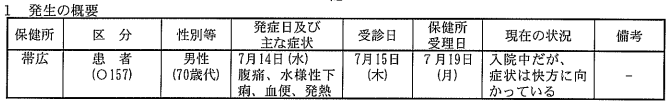 1 発生の概要
保健所 区分 性別等 発症日及び主な症状 受診日 保健所受理日 現在の状況 備考
帯広 患者 男性 7月14日(水) 7月15日 7月19日 入院中だが、
(O157) (70歳代) 腹痛、水様性下 (木) (月) 症状は快方に向 －
痢、血便、発熱 かっている